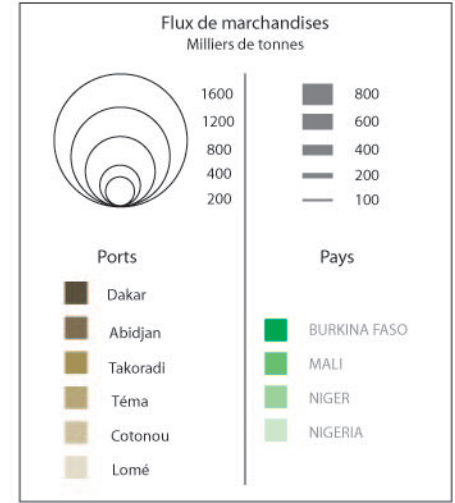 Flux de marchandises
Milliers de tonnes
1600
1200
800
400
200
800
600
400
200
100
Ports
Dakar
Abidjan
Takoradi
Téma
Cotonou
Lomé
Pays
BURKINA FASO
MALI
NIGER
NIGERIA